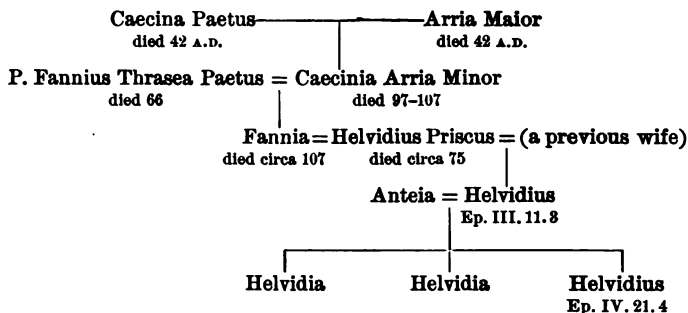 Caecina Paetus Arria Maior
died 42 A.D. died 42 A.D.
P. Fannius Thrasea Paetus = Caecinia Arria Minor
died 66 died 97–107
Fannia = Helvidius Priscus = (a previous wife)
died circa 107 died circa 75
Anteia = Helvidius
Ep. III. 11.3
Helvidia Helvidia Helvidius
Ep. IV. 21.4